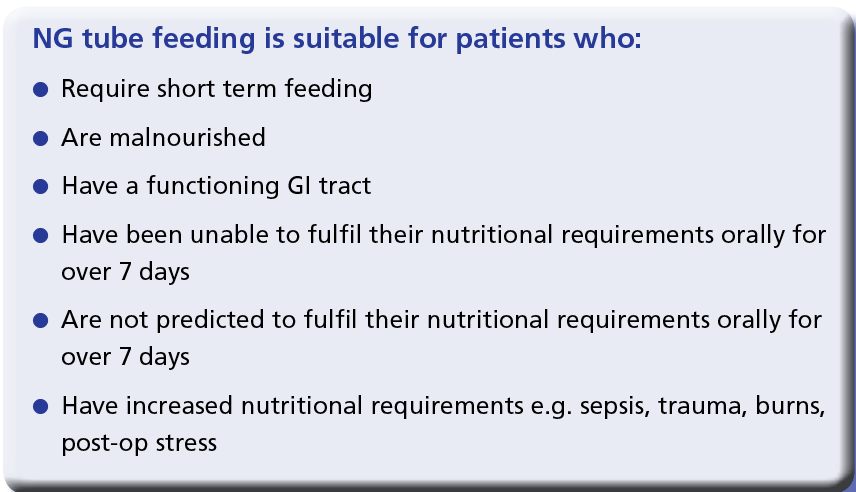 NG tube feeding is suitable for patients who:
● Require short term feeding
● Are malnourished
● Have a functioning GI tract
● Have been unable to fulfil their nutritional requirements orally for
over 7 days
● Are not predicted to fulfil their nutritional requirements orally for
over 7 days
● Have increased nutritional requirements e.g. sepsis, trauma, burns,
post-op stress